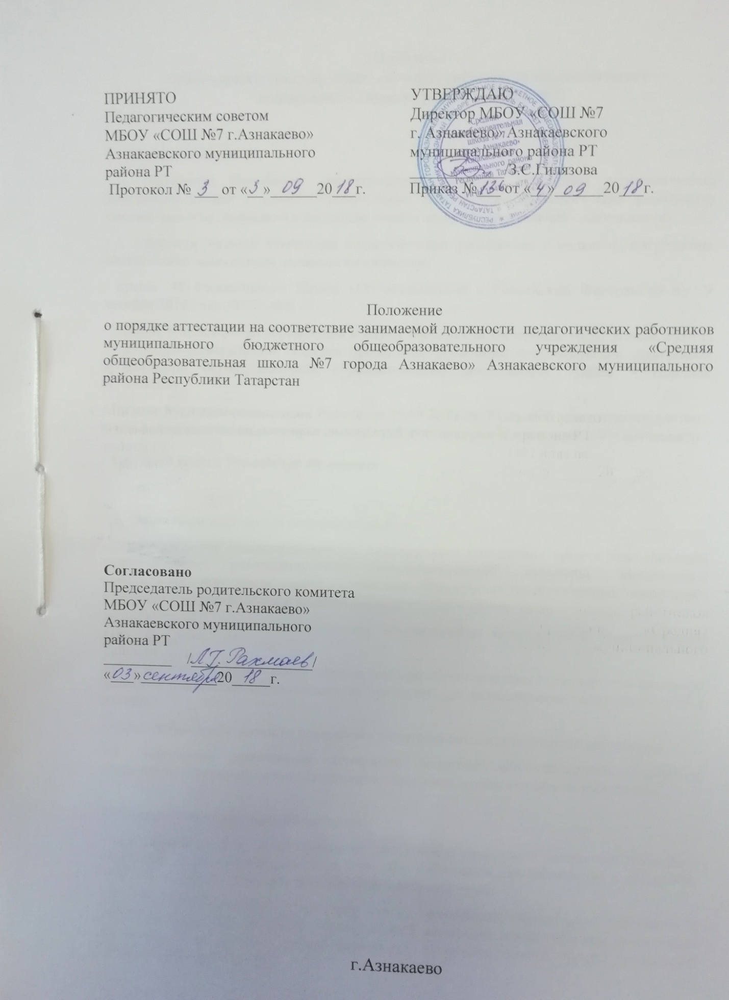 ПРИНЯТО
Педагогическим советом
МБОУ «СОШ №7 г.Азнакаево»
Азнакаевского муниципального
района РТ
Протокол № 3 от «3» 09 2018г.
УТВЕРЖДАЮ
Директор МБОУ «СОШ №7
г. Азнакаево» Азнакаевского
муниципального района РТ
/З.С.Гилязова
Приказ №136 от «4» 09 2018г.
Положение
о порядке аттестации на соответствие занимаемой должности педагогических работников
муниципального бюджетного общеобразовательного учреждения «Средняя
общеобразовательная школа №7 города Азнакаево» Азнакаевского муниципального
района Республики Татарстан
Согласовано
Председатель родительского комитета
МБОУ «СОШ №7 г.Азнакаево»
Азнакаевского муниципального
района РТ
/Л.Г. Рахмаев/
«03» сентября 2018г.
г.Азнакаево